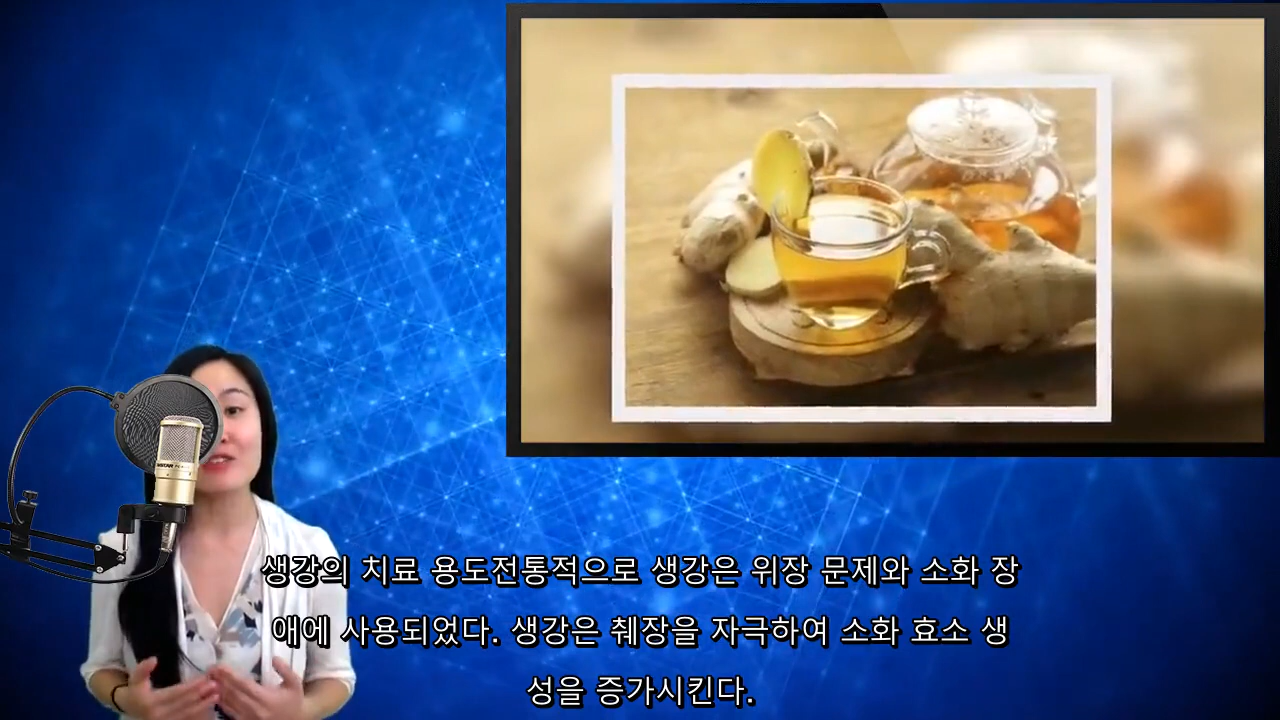 생강의 치료 용도전통적으로 생강은 위장 문제와 소화 장
애에 사용되었다. 생강은 췌장을 자극하여 소화 효소 생
성을 증가시킨다.